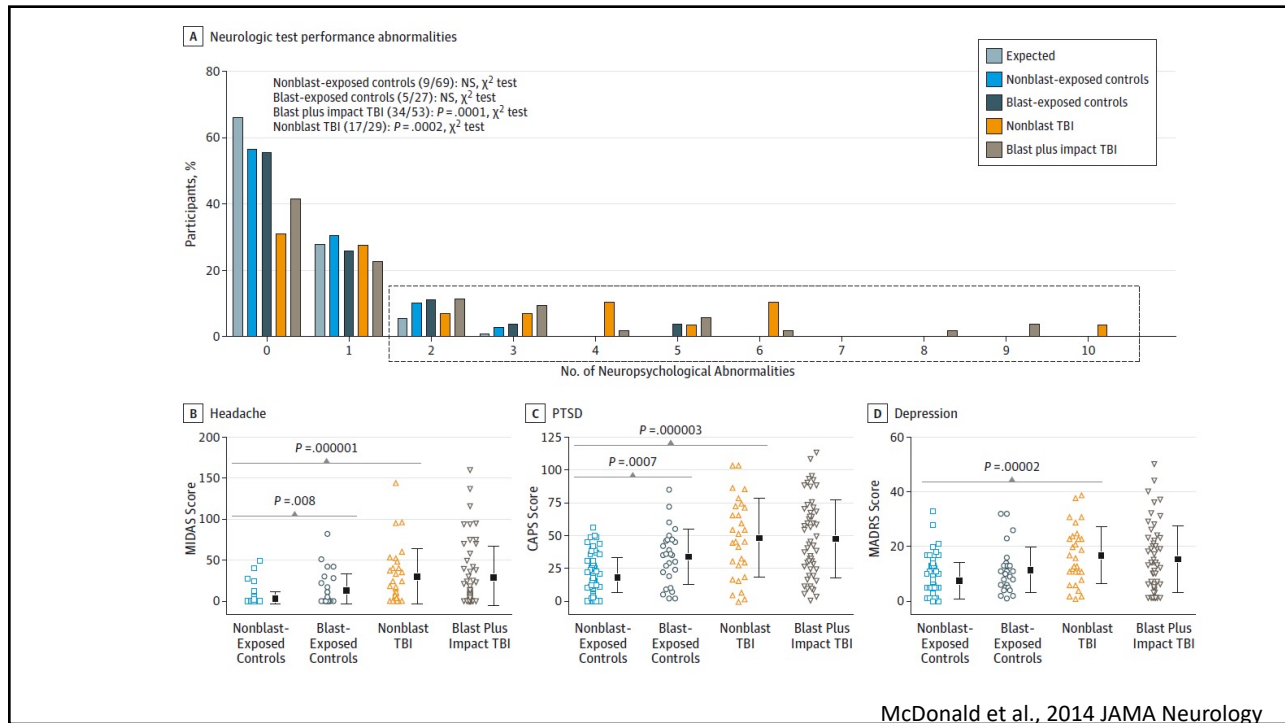 A Neurologic test performance abnormalities
Expected
Nonblast-exposed controls
Blast-exposed controls
Nonblast TBI
Blast plus impact TBI
Nonblast-exposed controls (9/69): NS, χ² test
Blast-exposed controls (5/27): NS, χ² test
Blast plus impact TBI (34/53): P = .0001, χ² test
Nonblast TBI (17/29): P = .0002, χ² test
Participants, %
80
60
40
20
0
0 1 2 3 4 5 6 7 8 9 10
No. of Neuropsychological Abnormalities
B Headache
MIDAS Score
200
150
100
50
0
P = .000001
P = .008
Nonblast-Exposed Controls
Blast-Exposed Controls
Nonblast TBI
Blast Plus Impact TBI
C PTSD
CAPS Score
125
100
75
50
25
0
P = .000003
P = .0007
Nonblast-Exposed Controls
Blast-Exposed Controls
Nonblast TBI
Blast Plus Impact TBI
D Depression
MADRS Score
60
40
20
0
P = .00002
Nonblast-Exposed Controls
Blast-Exposed Controls
Nonblast TBI
Blast Plus Impact TBI
McDonald et al., 2014 JAMA Neurology